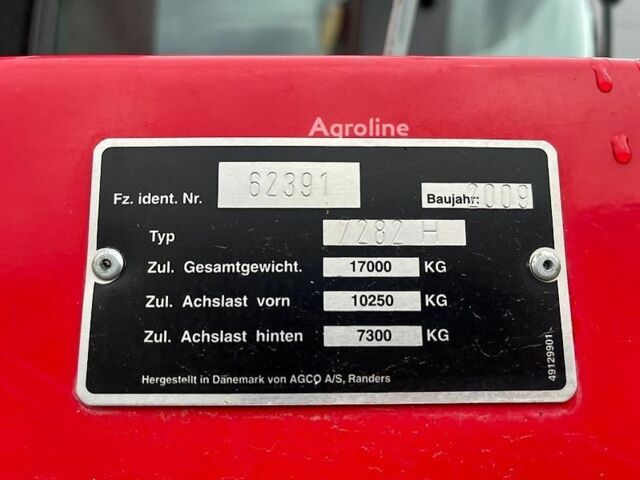 Agroline
Fz. ident. Nr. 62391 Baujahr: 2009
Typ 7282 H
Zul. Gesamtgewicht. 17000 KG
Zul. Achslast vorn 10250 KG
Zul. Achslast hinten 7300 KG
Hergestellt in Dänemark von AGCO A/S, Randers
49129901